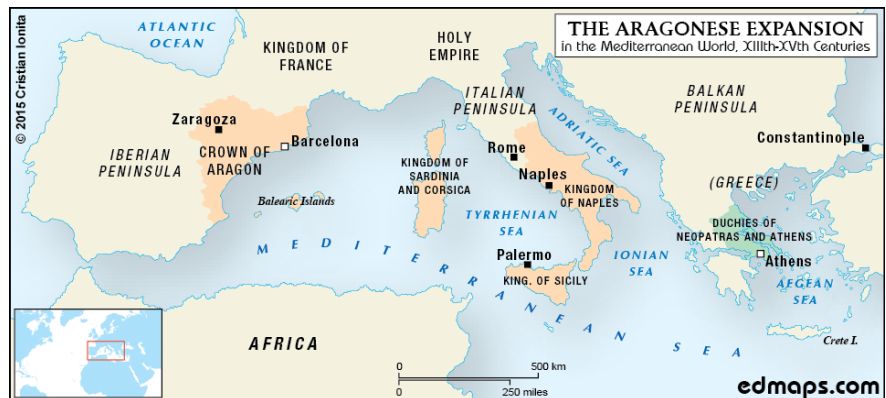 © 2015 Cristian Ionita
ATLANTIC
OCEAN
KINGDOM OF
FRANCE
HOLY
EMPIRE
THE ARAGONESE EXPANSION
in the Mediterranean World, XIIIth-XVth Centuries
ITALIAN
PENINSULA
BALKAN
PENINSULA
Zaragoza
Barcelona
CROWN OF
ARAGON
IBERIAN
PENINSULA
Balearic Islands
KINGDOM OF
SARDINIA
AND CORSICA
Rome
Naples
KINGDOM
OF NAPLES
ADRIATIC SEA
Constantinople
(GREECE)
DUCHIES OF
NEOPATRAS AND ATHENS
Athens
TYRRHENIAN
SEA
IONIAN
SEA
AEGEAN
SEA
Palermo
KING. OF SICILY
MEDITERRANEAN SEA
AFRICA
Crete I.
0 500 km
0 250 miles
edmaps.com